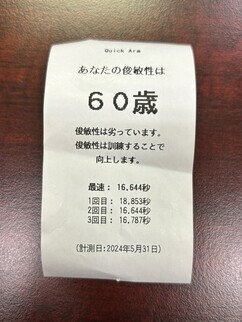 Quick Arm
あなたの俊敏性は
６０歳
俊敏性は劣っています。
俊敏性は訓練することで
向上します。
最速： 16.644秒
1回目： 18.853秒
2回目： 16.644秒
3回目： 16.787秒
(計測日:2024年5月31日)